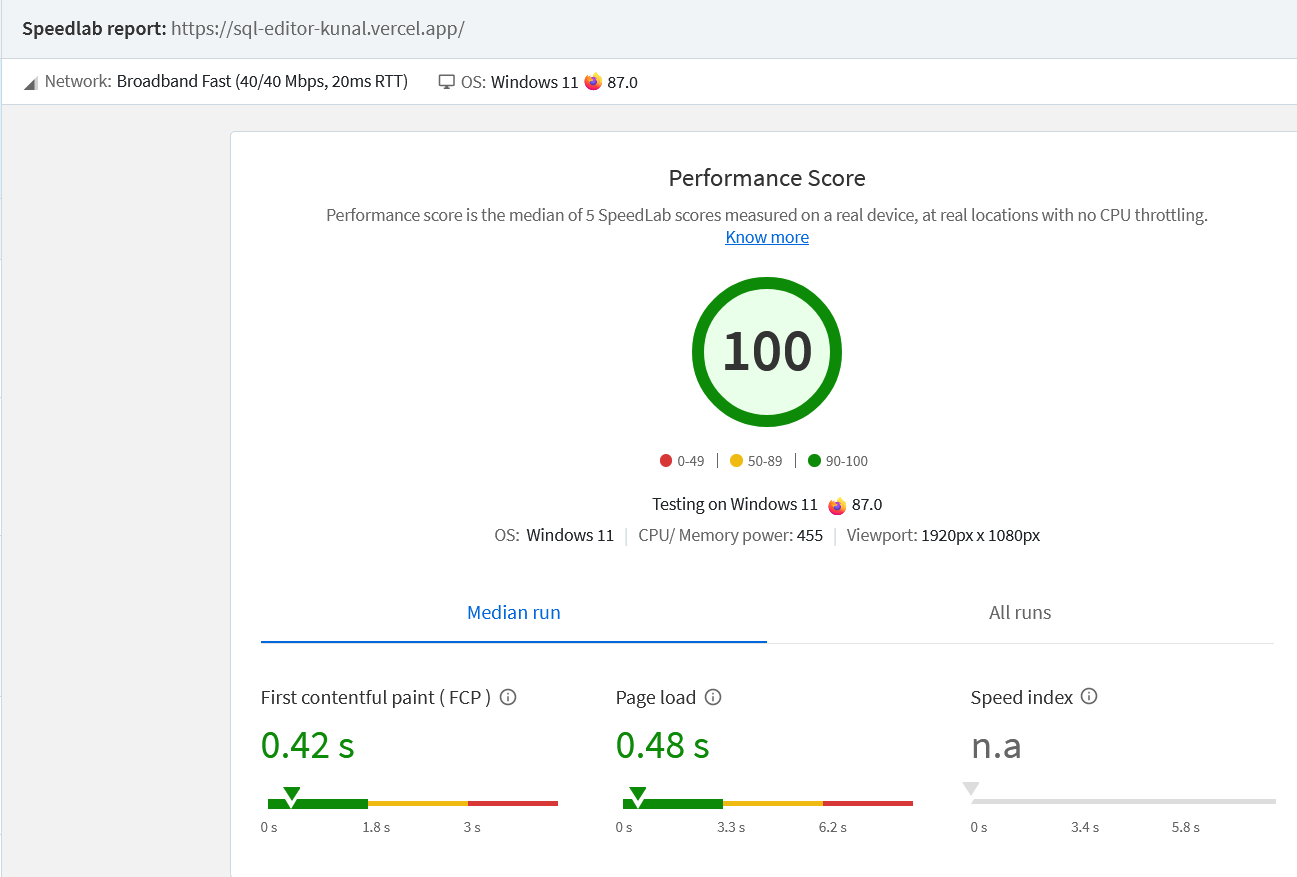 Speedlab report: https://sql-editor-kunal.vercel.app/
Network: Broadband Fast (40/40 Mbps, 20ms RTT) OS: Windows 11 87.0
Performance Score
Performance score is the median of 5 SpeedLab scores measured on a real device, at real locations with no CPU throttling.
Know more
100
0-49 | 50-89 | 90-100
Testing on Windows 11 87.0
OS: Windows 11 | CPU/ Memory power: 455 | Viewport: 1920px x 1080px
Median run All runs
First contentful paint ( FCP ) Page load Speed index
0.42 s 0.48 s n.a
0 s 1.8 s 3 s 0 s 3.3 s 6.2 s 0 s 3.4 s 5.8 s